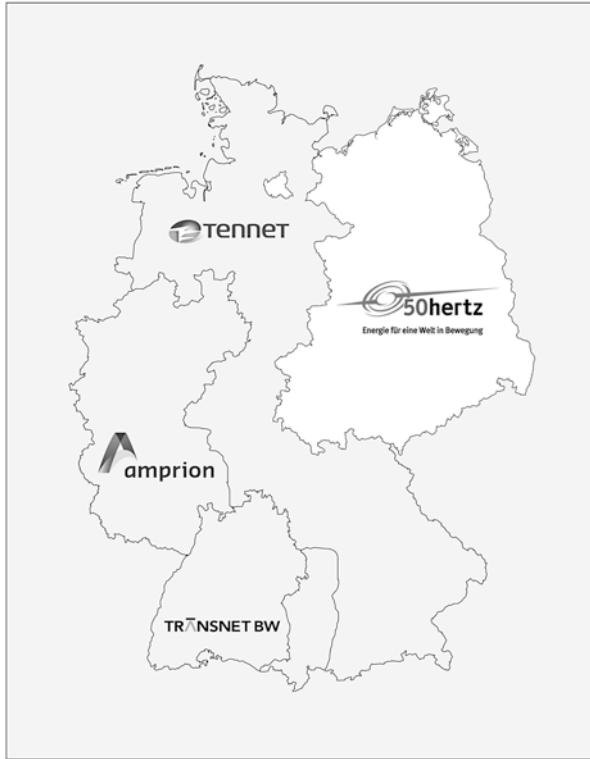 TENNET
50hertz
Energie für eine Welt in Bewegung
amprion
TRANSNET BW